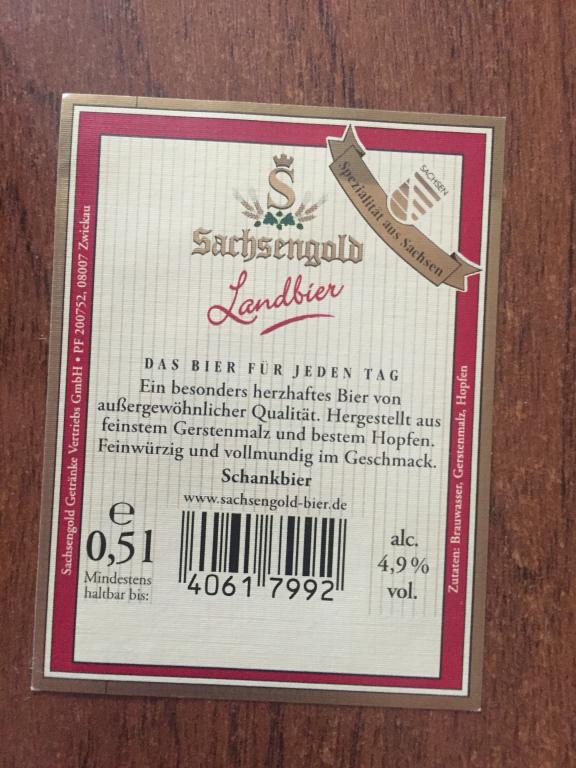 S
SACHSEN
Spezialität aus Sachsen
Sachsengold
Landbier
DAS BIER FÜR JEDEN TAG
Ein besonders herzhaftes Bier von
außergewöhnlicher Qualität. Hergestellt aus
feinstem Gerstenmalz und bestem Hopfen.
Feinwürzig und vollmundig im Geschmack.
Schankbier
www.sachsengold-bier.de
e
0,5 l
Mindestens
haltbar bis:
4061 7992
alc.
4,9 %
vol.
Sachsengold Getränke Vertriebs GmbH • PF 200752, 08007 Zwickau
Zutaten: Brauwasser, Gerstenmalz, Hopfen